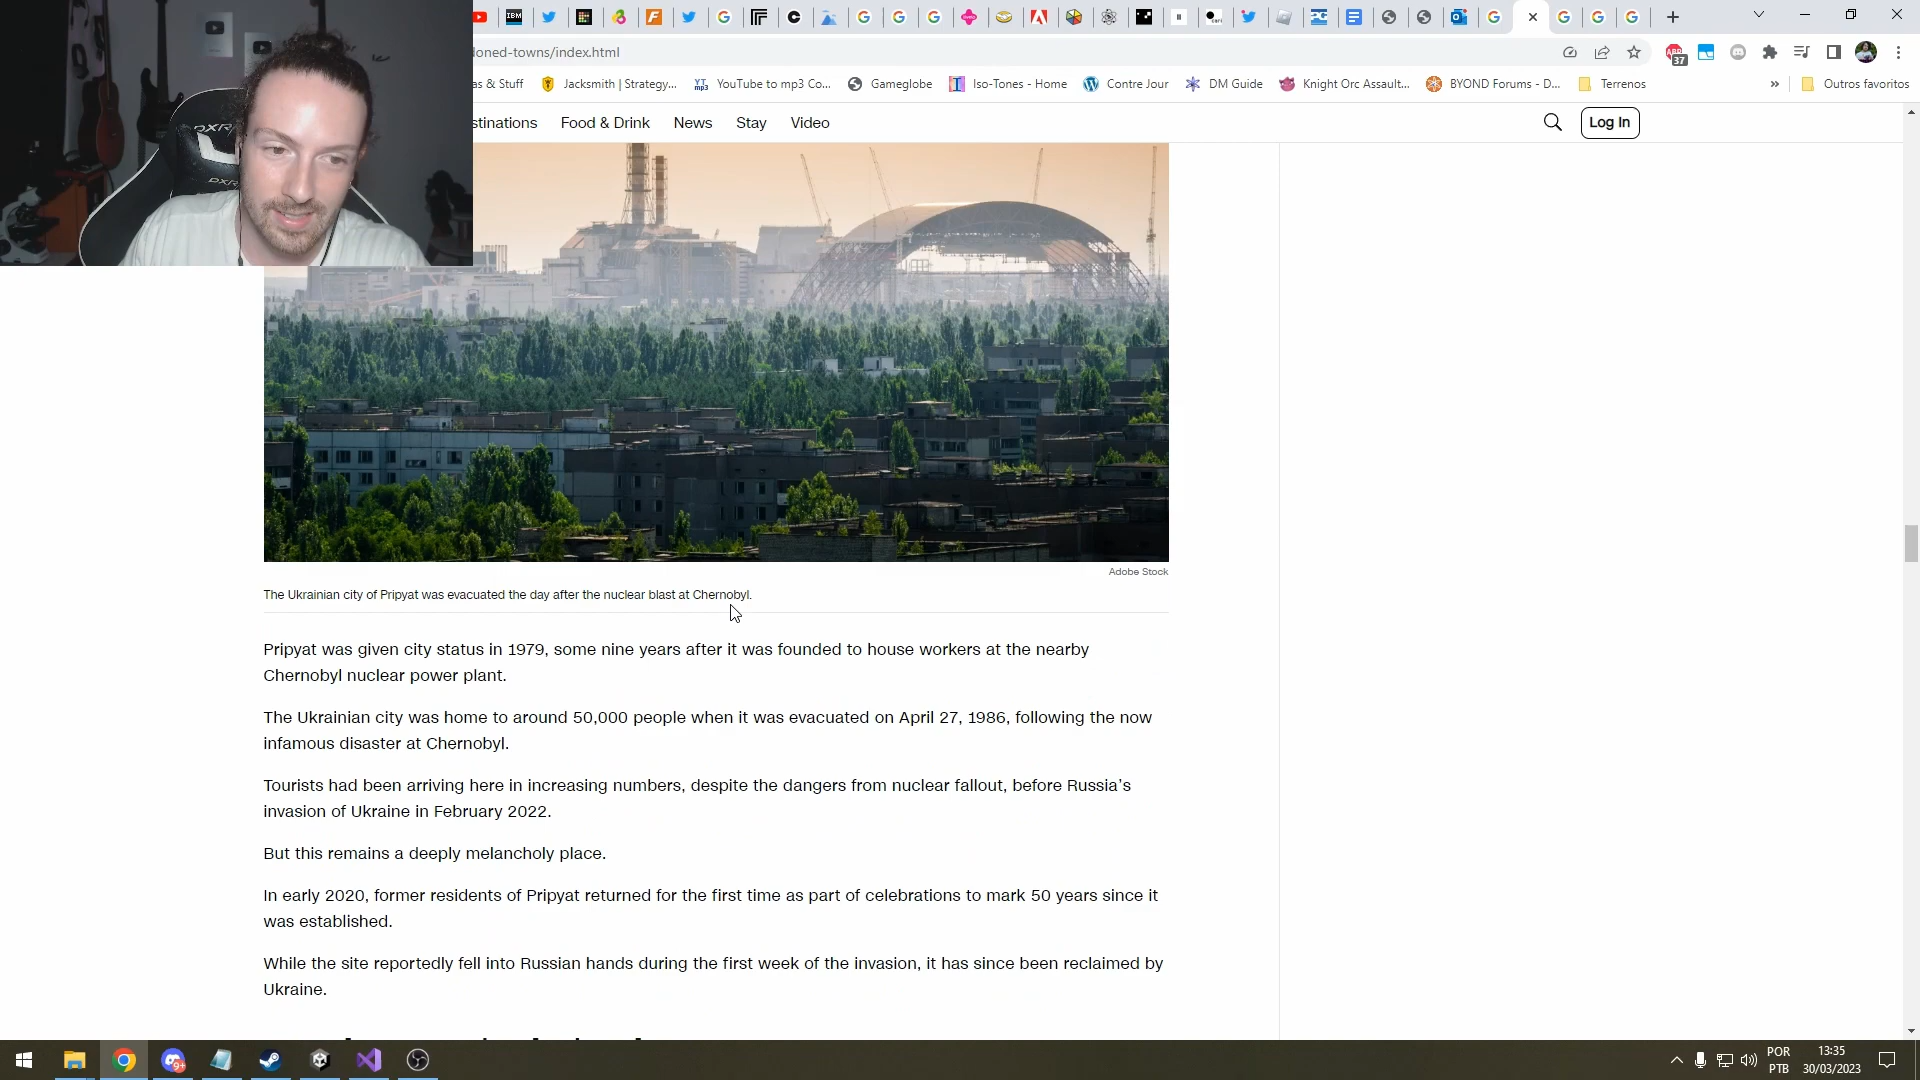 doned-towns/index.html
as & Stuff
Jacksmith | Strategy...
YouTube to mp3 Co...
Gameglobe
Iso-Tones - Home
Contre Jour
DM Guide
Knight Orc Assault...
BYOND Forums - D...
Terrenos
»
Outros favoritos
stinations
Food & Drink
News
Stay
Video
Log In
Adobe Stock
The Ukrainian city of Pripyat was evacuated the day after the nuclear blast at Chernobyl.
Pripyat was given city status in 1979, some nine years after it was founded to house workers at the nearby
Chernobyl nuclear power plant.
The Ukrainian city was home to around 50,000 people when it was evacuated on April 27, 1986, following the now
infamous disaster at Chernobyl.
Tourists had been arriving here in increasing numbers, despite the dangers from nuclear fallout, before Russia's
invasion of Ukraine in February 2022.
But this remains a deeply melancholy place.
In early 2020, former residents of Pripyat returned for the first time as part of celebrations to mark 50 years since it
was established.
While the site reportedly fell into Russian hands during the first week of the invasion, it has since been reclaimed by
Ukraine.
POR
PTB
13:35
30/03/2023